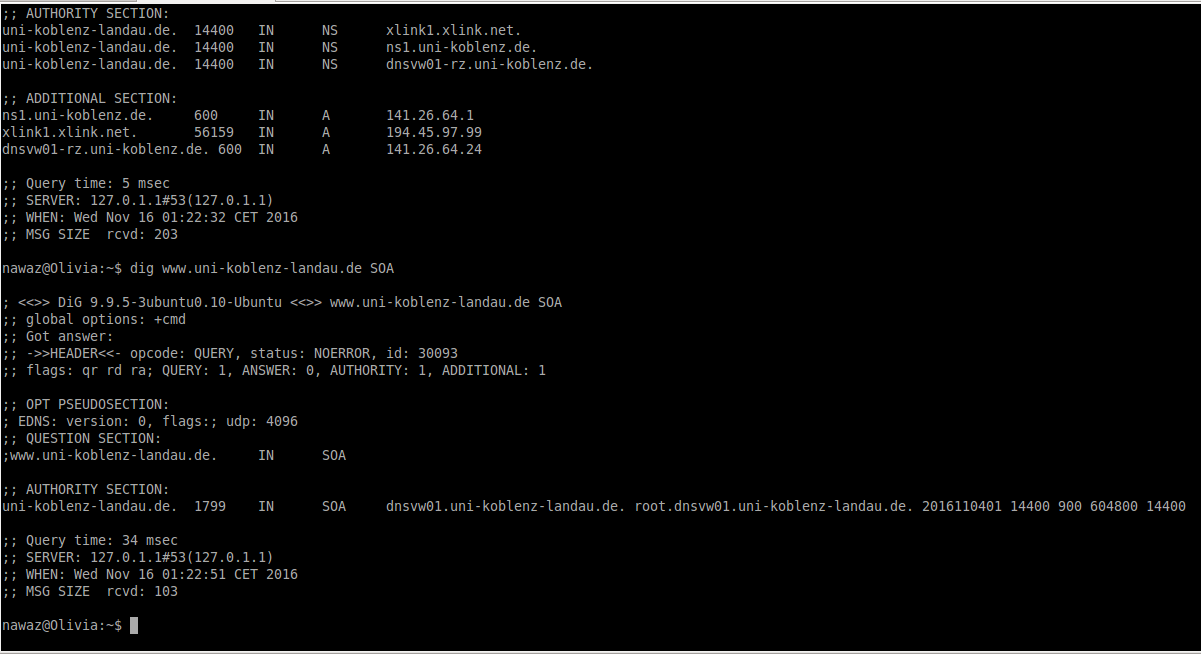 ;; AUTHORITY SECTION:
uni-koblenz-landau.de.  14400   IN      NS      xlink1.xlink.net.
uni-koblenz-landau.de.  14400   IN      NS      ns1.uni-koblenz.de.
uni-koblenz-landau.de.  14400   IN      NS      dnsvw01-rz.uni-koblenz.de.

;; ADDITIONAL SECTION:
ns1.uni-koblenz.de.     600     IN      A       141.26.64.1
xlink1.xlink.net.       56159   IN      A       194.45.97.99
dnsvw01-rz.uni-koblenz.de. 600  IN      A       141.26.64.24

;; Query time: 5 msec
;; SERVER: 127.0.1.1#53(127.0.1.1)
;; WHEN: Wed Nov 16 01:22:32 CET 2016
;; MSG SIZE  rcvd: 203

nawaz@Olivia:~$ dig www.uni-koblenz-landau.de SOA

; <<>> DiG 9.9.5-3ubuntu0.10-Ubuntu <<>> www.uni-koblenz-landau.de SOA
;; global options: +cmd
;; Got answer:
;; ->>HEADER<<- opcode: QUERY, status: NOERROR, id: 30093
;; flags: qr rd ra; QUERY: 1, ANSWER: 0, AUTHORITY: 1, ADDITIONAL: 1

;; OPT PSEUDOSECTION:
; EDNS: version: 0, flags:; udp: 4096
;; QUESTION SECTION:
;www.uni-koblenz-landau.de.     IN      SOA

;; AUTHORITY SECTION:
uni-koblenz-landau.de.  1799    IN      SOA     dnsvw01.uni-koblenz-landau.de. root.dnsvw01.uni-koblenz-landau.de. 2016110401 14400 900 604800 14400

;; Query time: 34 msec
;; SERVER: 127.0.1.1#53(127.0.1.1)
;; WHEN: Wed Nov 16 01:22:51 CET 2016
;; MSG SIZE  rcvd: 103

nawaz@Olivia:~$